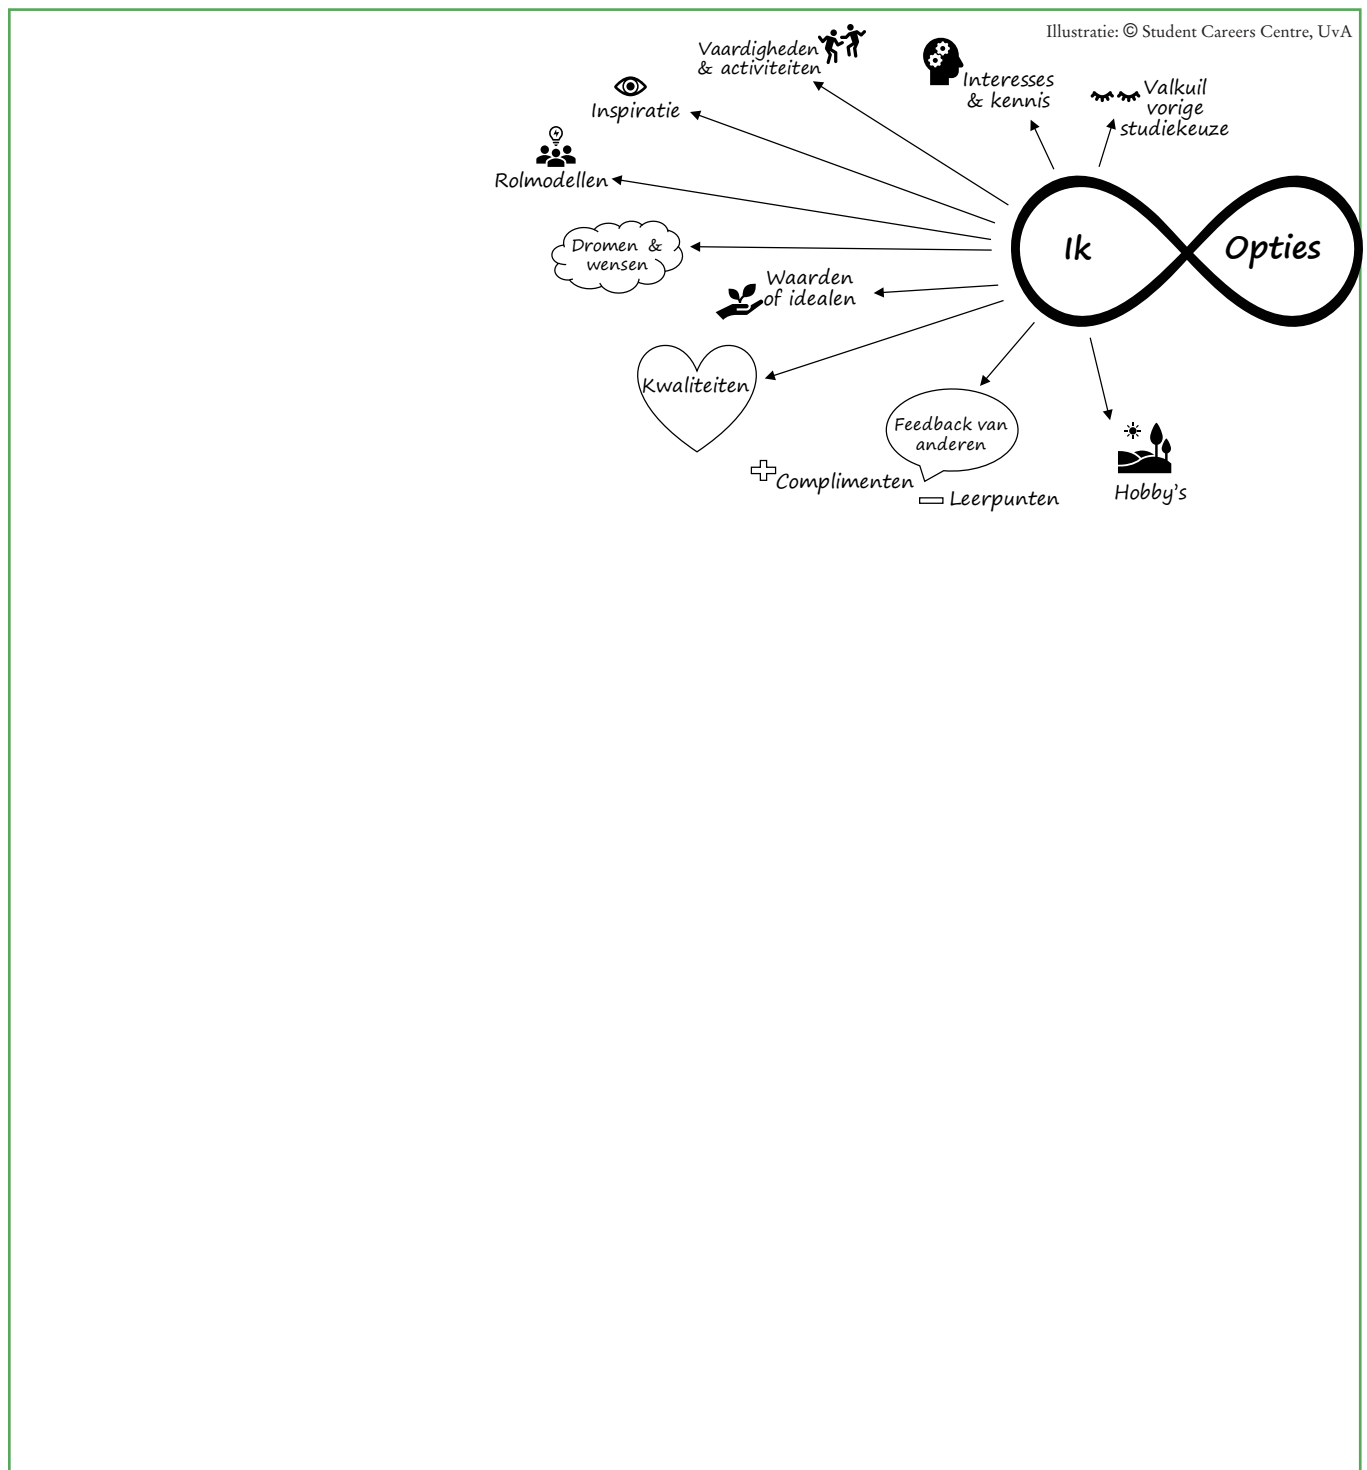 Illustratie: © Student Careers Centre, UvA
Vaardigheden
& activiteiten
Interesses
& kennis
Valkuil
vorige
studiekeuze
Inspiratie
Rolmodellen
Dromen &
wensen
Ik
Opties
Waarden
of idealen
Kwaliteiten
Feedback van
anderen
Complimenten
Leerpunten
Hobby's